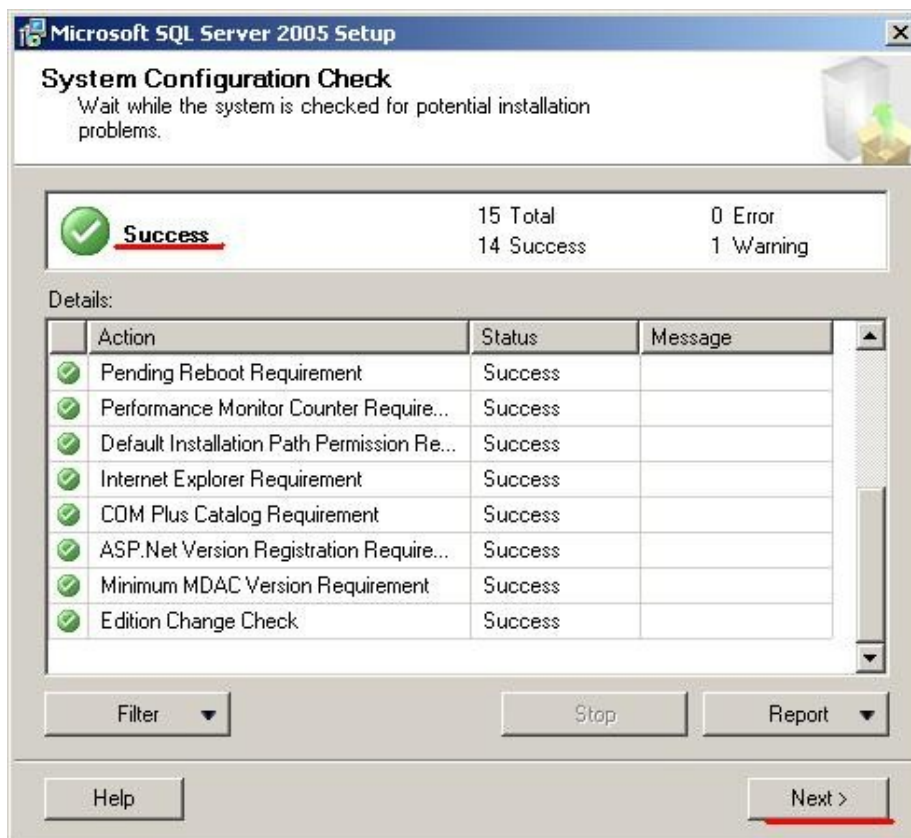 Microsoft SQL Server 2005 Setup
System Configuration Check
Wait while the system is checked for potential installation
problems.
Success
15 Total
0 Error
14 Success
1 Warning
Details:
Action Status Message
Pending Reboot Requirement Success
Performance Monitor Counter Require... Success
Default Installation Path Permission Re... Success
Internet Explorer Requirement Success
COM Plus Catalog Requirement Success
ASP.Net Version Registration Require... Success
Minimum MDAC Version Requirement Success
Edition Change Check Success
Filter Stop Report
Help Next >